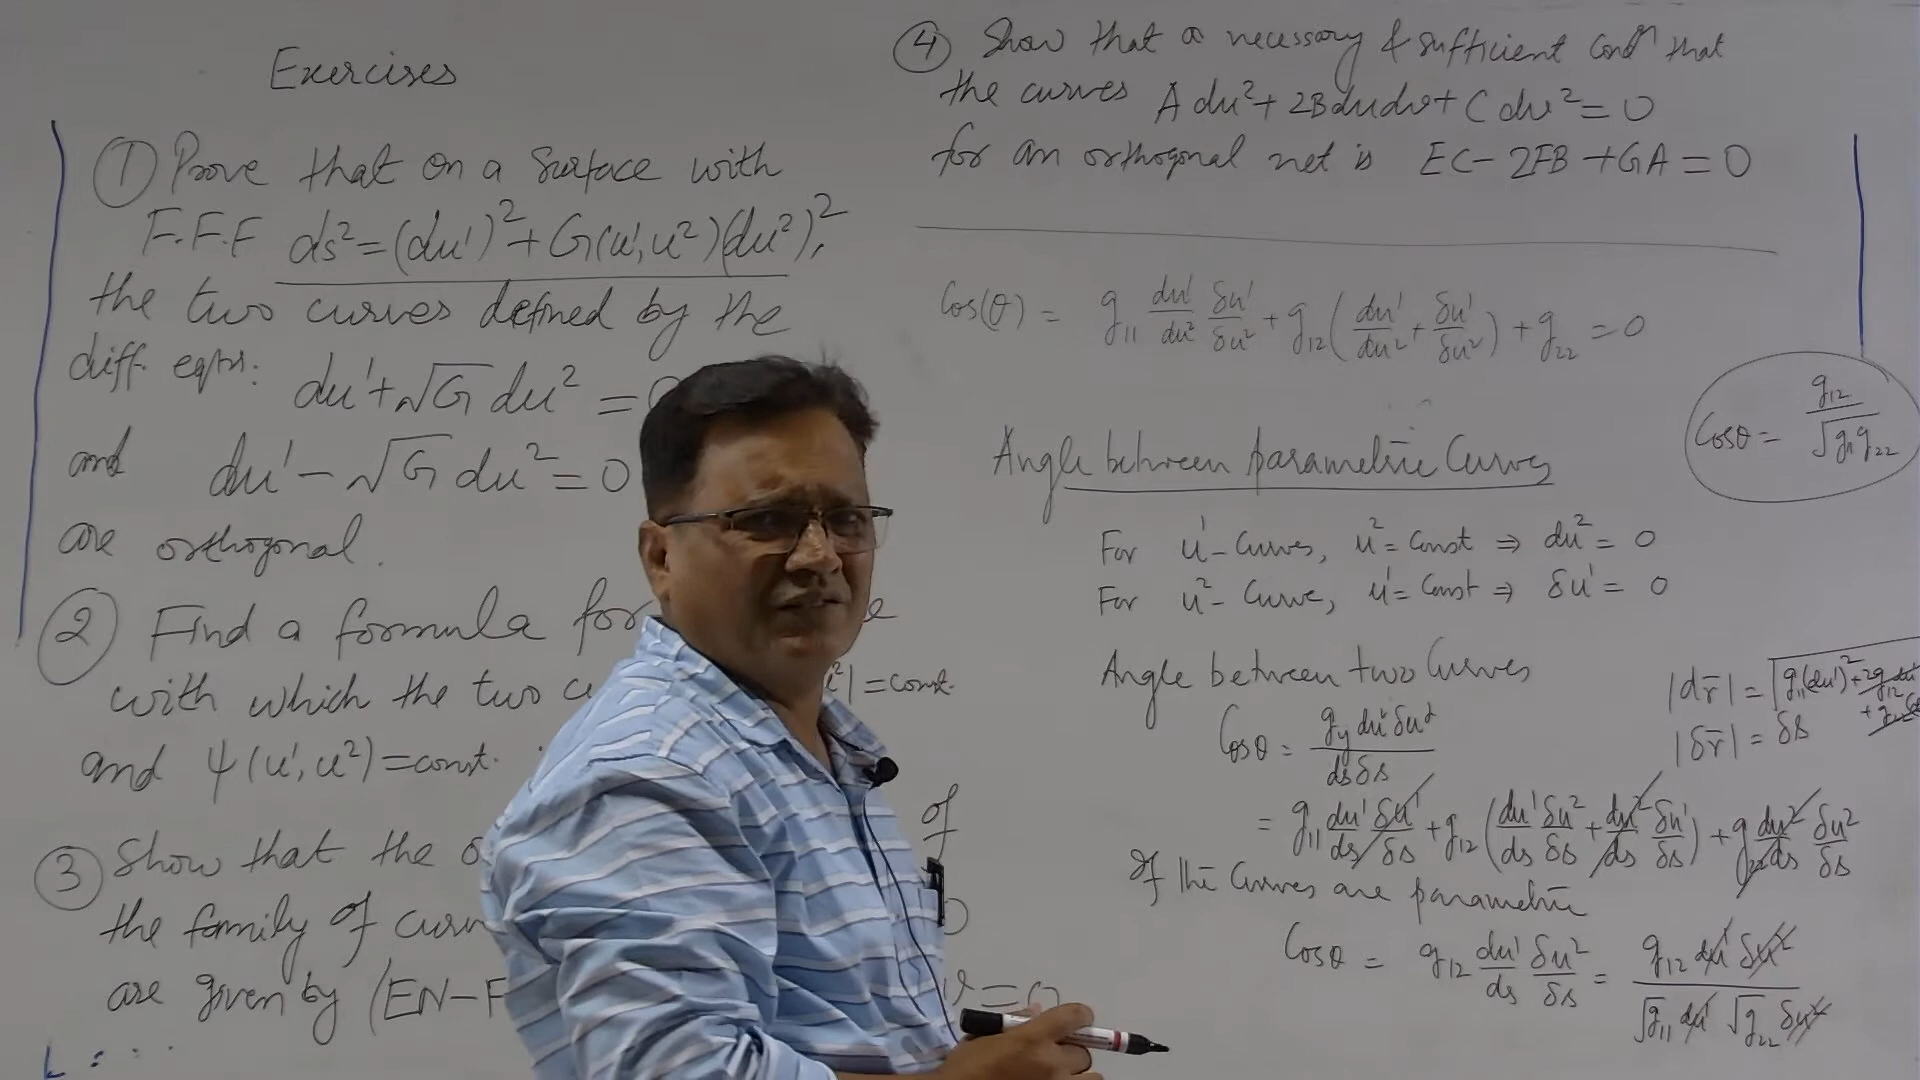 Exercises
① Prove that on a surface with
F.F.F ds² = (du¹)² + G(u¹,u²)(du²)²,
the two curves defined by the
diff. eqtns: du¹ + √G du² =
and du¹ − √G du² = 0
are orthogonal.
② Find a formula for
with which the two = const.
and ψ(u¹,u²) = const.
③ Show that the of
the family of
are given by (EN − F = 0
④ Show that a necessary & sufficient condⁿ that
the curves A du² + 2B du dv + C dv² = 0
for an orthogonal net is EC − 2FB + GA = 0
Cos(θ) = g₁₁ du¹/du² δu¹/δu² + g₁₂ (du¹/du² + δu¹/δu²) + g₂₂ = 0
Cosθ = g₁₂/√g₁₁g₂₂
Angle between parametric Curves
For u¹- Curves, u² = Const ⇒ du² = 0
For u²- Curve, u¹ = Const ⇒ δu¹ = 0
Angle between two Curves
|dr̄| = √g₁₁(du¹)² + 2g₁₂du¹
|δr̄| = δs
Cosθ = gᵢⱼ duⁱ δuʲ/ds δs
= g₁₁ du¹/ds δu¹/δs + g₁₂ (du¹/ds δu²/δs + du²/ds δu¹/δs) + g₂₂ du²/ds δu²/δs
If the Curves are parametric
Cosθ = g₁₂ du¹/ds δu²/δs = g₁₂ du¹ δu²/√g₁₁ du¹ √g₂₂ δu²